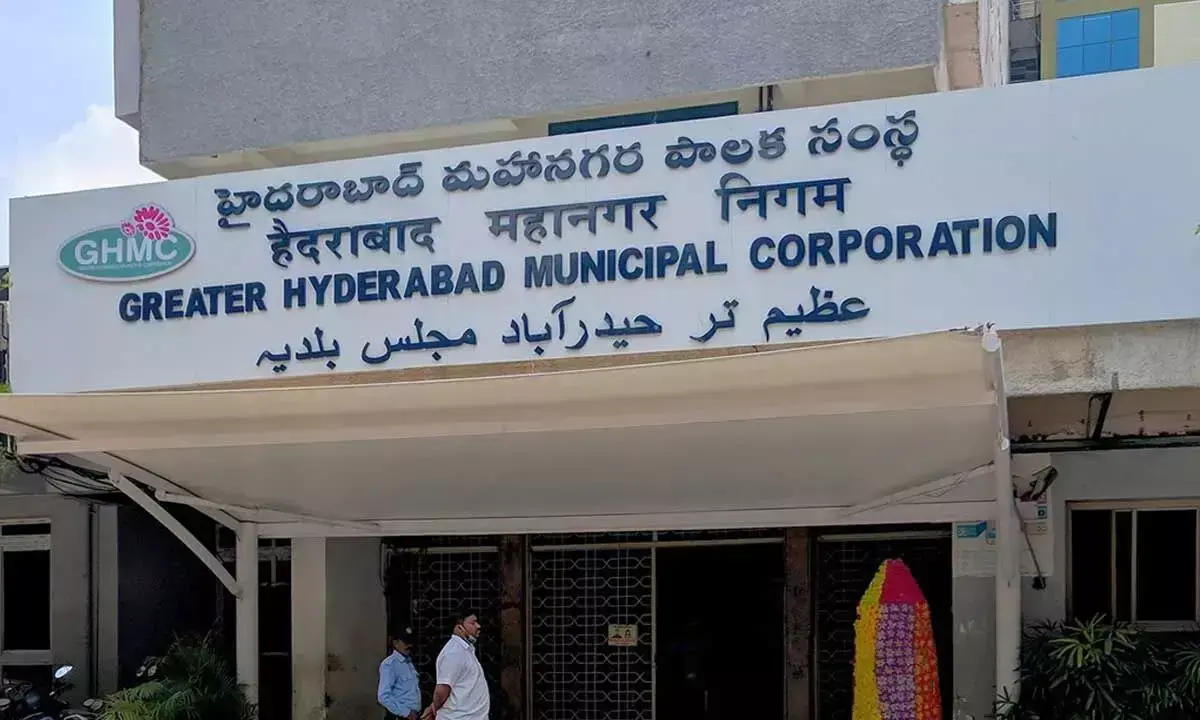 హైదరాబాద్ మహానగర పాలక సంస్థ
हैदराबाद महानगर निगम
GHMC
GREATER HYDERABAD MUNICIPAL CORPORATION
عظیم تر حیدرآباد مجلس بلدیہ